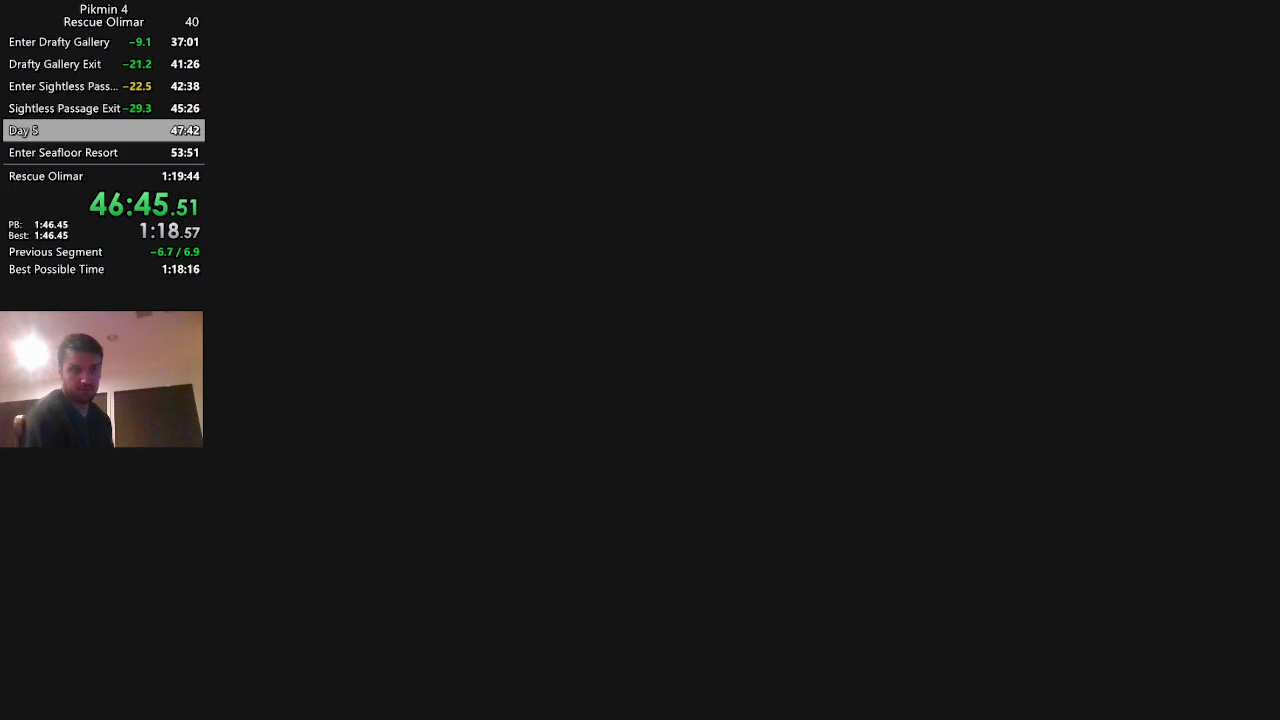 Pikmin 4
Rescue Olimar 40
Enter Drafty Gallery −9.1 37:01
Drafty Gallery Exit −21.2 41:26
Enter Sightless Pass... −22.5 42:38
Sightless Passage Exit −29.3 45:26
Day 5 47:42
Enter Seafloor Resort 53:51
Rescue Olimar 1:19:44
46:45.51
PB: 1:46.45
Best: 1:46.45
1:18.57
Previous Segment −6.7 / 6.9
Best Possible Time 1:18:16